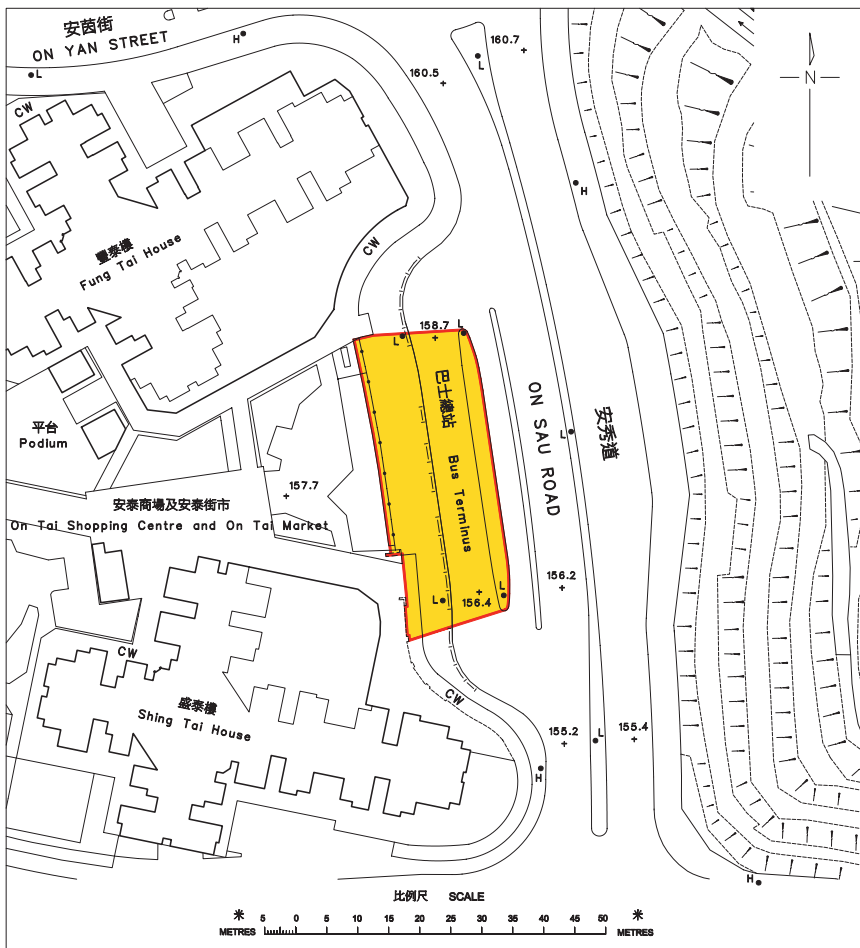 安茵街
ON YAN STREET
H
L
CW
160.5
160.7
L
N
H
豐泰樓
Fung Tai House
CW
158.7
L
L
巴士總站 Bus Terminus
ON SAU ROAD
安秀道
L
平台
Podium
157.7
安泰商場及安泰街市
On Tai Shopping Centre and On Tai Market
156.2
L
156.4
L
CW
盛泰樓
Shing Tai House
CW
155.2
L
155.4
H
H
比例尺 SCALE
米 5 0 5 10 15 20 25 30 35 40 45 50 米
METRES METRES